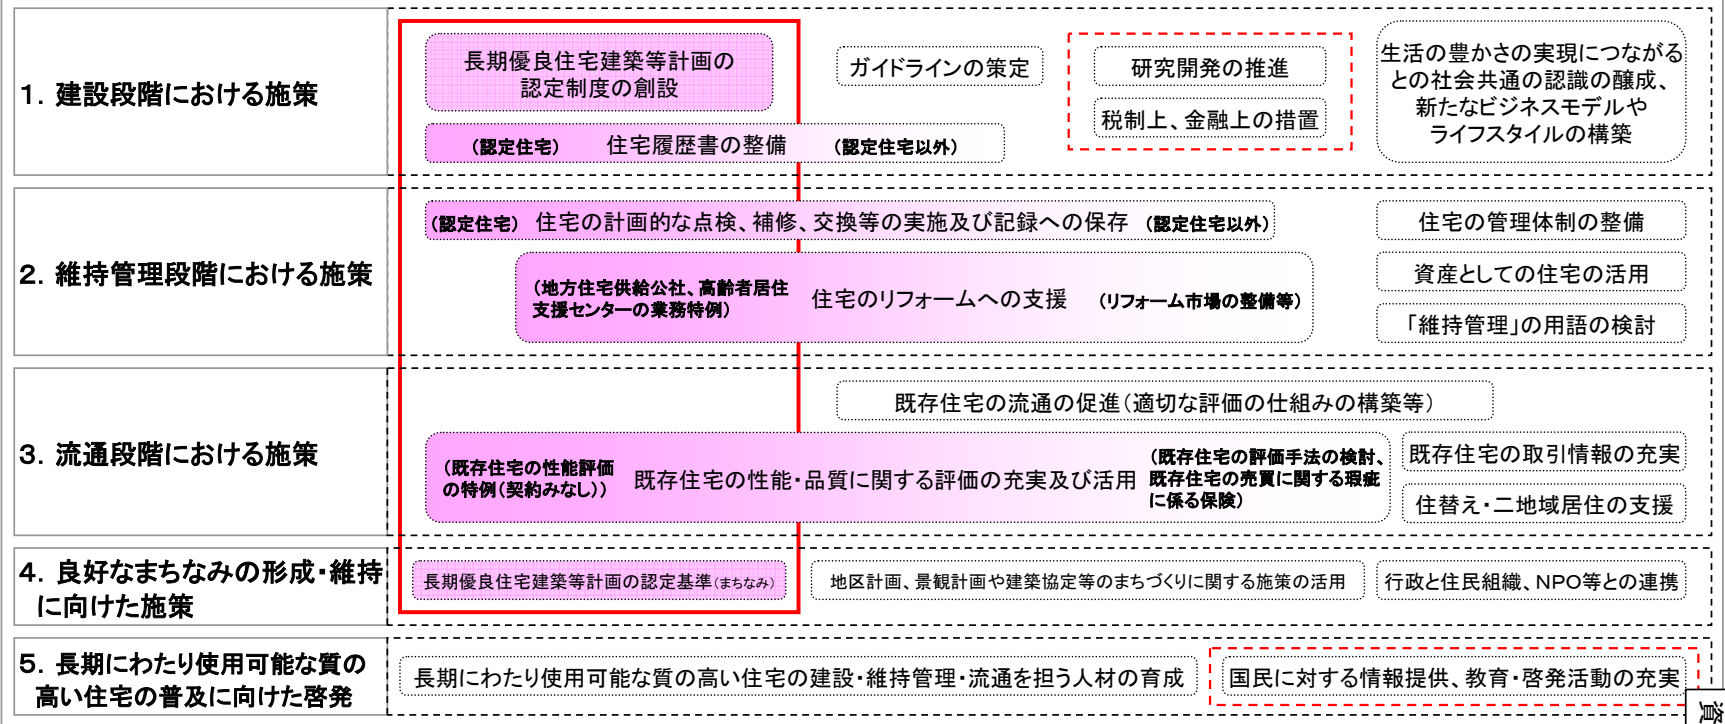 1．建設段階における施策
長期優良住宅建築等計画の
認定制度の創設
ガイドラインの策定
研究開発の推進
税制上、金融上の措置
生活の豊かさの実現につながる
との社会共通の認識の醸成、
新たなビジネスモデルや
ライフスタイルの構築
（認定住宅）　住宅履歴書の整備　（認定住宅以外）
2．維持管理段階における施策
（認定住宅）　住宅の計画的な点検、補修、交換等の実施及び記録への保存　（認定住宅以外）
住宅の管理体制の整備
（地方住宅供給公社、高齢者居住
支援センターの業務特例）
住宅のリフォームへの支援　（リフォーム市場の整備等）
資産としての住宅の活用
「維持管理」の用語の検討
3．流通段階における施策
既存住宅の流通の促進（適切な評価の仕組みの構築等）
（既存住宅の性能評価
の特例（契約みなし））
既存住宅の性能・品質に関する評価の充実及び活用
（既存住宅の評価手法の検討、
既存住宅の売買に関する瑕疵
に係る保険）
既存住宅の取引情報の充実
住替え・二地域居住の支援
4．良好なまちなみの形成・維持
に向けた施策
長期優良住宅建築等計画の認定基準（まちなみ）
地区計画、景観計画や建築協定等のまちづくりに関する施策の活用
行政と住民組織、NPO等との連携
5．長期にわたり使用可能な質の
高い住宅の普及に向けた啓発
長期にわたり使用可能な質の高い住宅の建設・維持管理・流通を担う人材の育成
国民に対する情報提供、教育・啓発活動の充実
資